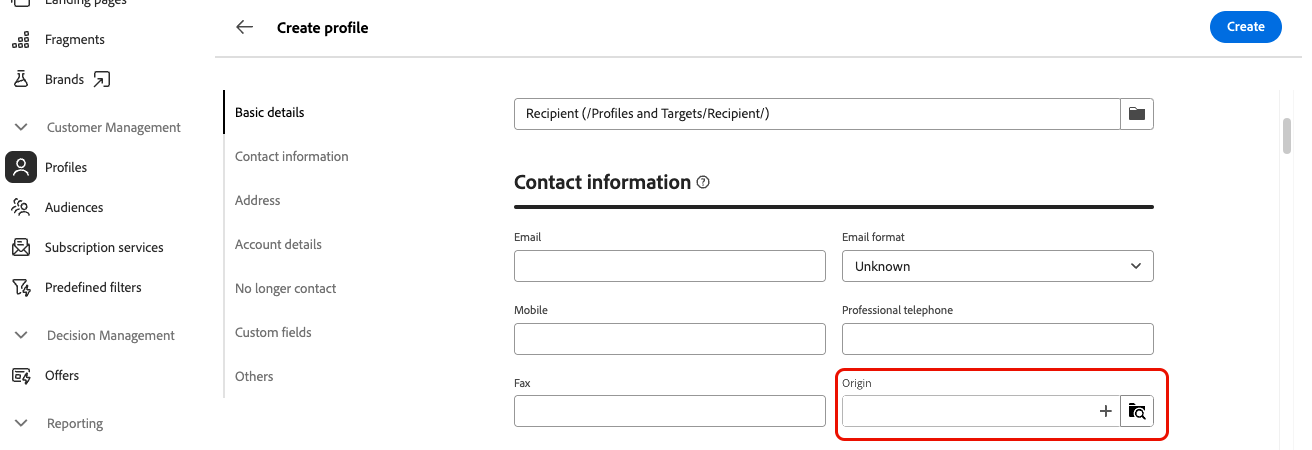 Landing pages
Fragments
Brands
Customer Management
Profiles
Audiences
Subscription services
Predefined filters
Decision Management
Offers
Reporting
Create profile
Create
Basic details
Contact information
Address
Account details
No longer contact
Custom fields
Others
Recipient (/Profiles and Targets/Recipient/)
Contact information
Email
Email format
Unknown
Mobile
Professional telephone
Fax
Origin